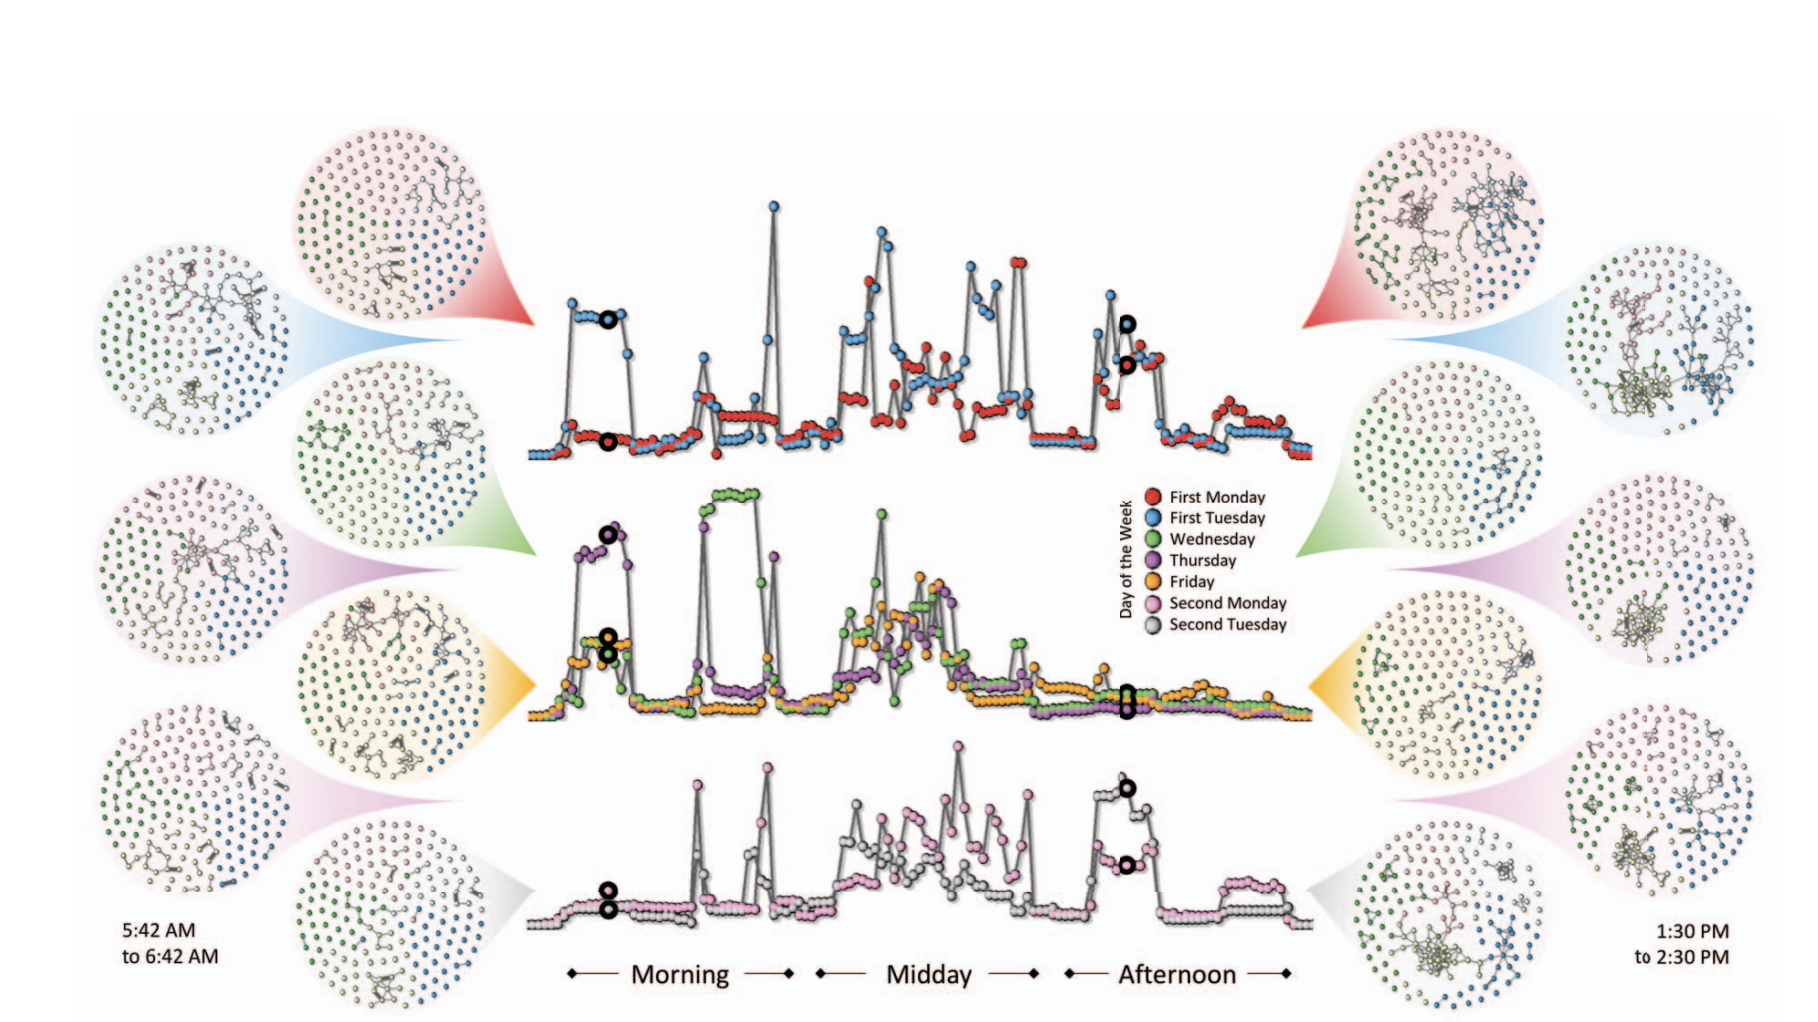 Day of the Week
First Monday
First Tuesday
Wednesday
Thursday
Friday
Second Monday
Second Tuesday
5:42 AM
to 6:42 AM
1:30 PM
to 2:30 PM
Morning
Midday
Afternoon